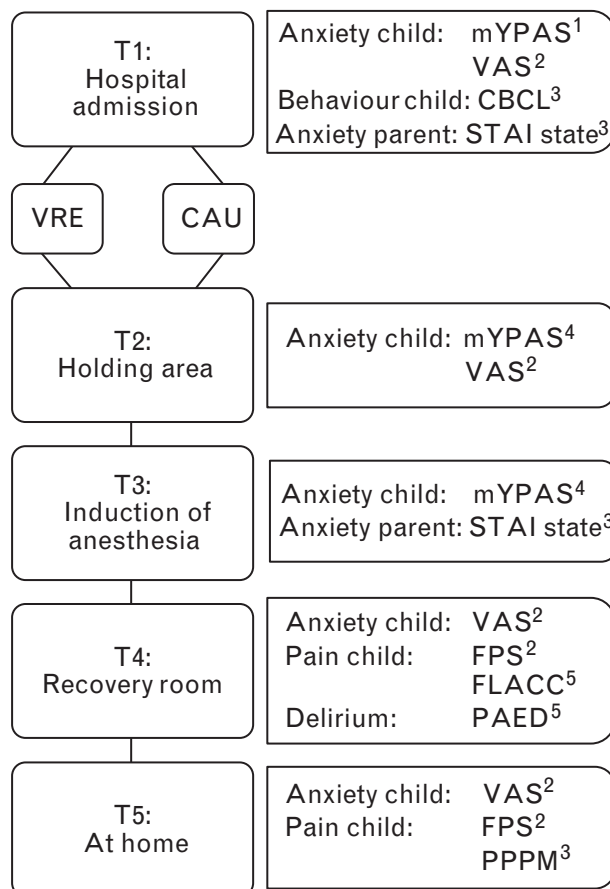 T1:
Hospital
admission
Anxiety child: mYPAS¹
VAS²
Behaviour child: CBCL³
Anxiety parent: STAI state³
VRE
CAU
T2:
Holding area
Anxiety child: mYPAS⁴
VAS²
T3:
Induction of
anesthesia
Anxiety child: mYPAS⁴
Anxiety parent: STAI state³
T4:
Recovery room
Anxiety child: VAS²
Pain child: FPS²
FLACC⁵
Delirium: PAED⁵
T5:
At home
Anxiety child: VAS²
Pain child: FPS²
PPPM³